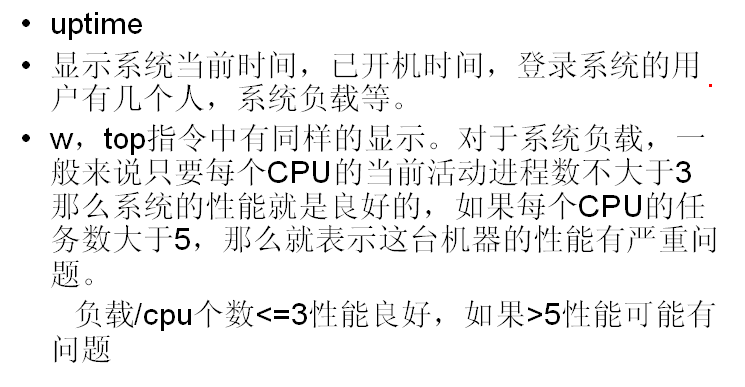 • uptime
• 显示系统当前时间，已开机时间，登录系统的用
户有几个人，系统负载等。
• w，top指令中有同样的显示。对于系统负载，一
般来说只要每个CPU的当前活动进程数不大于3
那么系统的性能就是良好的，如果每个CPU的任
务数大于5，那么就表示这台机器的性能有严重问
题。
负载/cpu个数<=3性能良好，如果>5性能可能有
问题